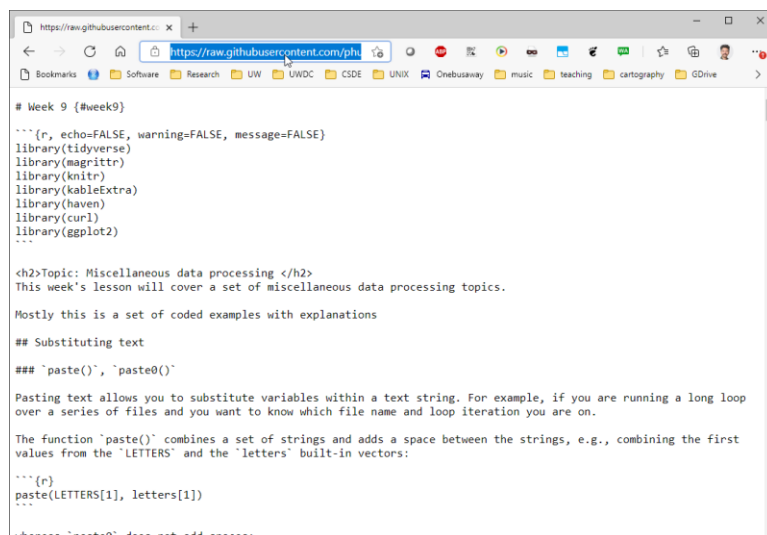 https://raw.githubusercontent.cc
https://raw.githubusercontent.com/phu
Bookmarks Software Research UW UWDC CSDE UNIX Onebusaway music teaching cartography GDrive
# Week 9 {#week9}
```{r, echo=FALSE, warning=FALSE, message=FALSE}
library(tidyverse)
library(magrittr)
library(knitr)
library(kableExtra)
library(haven)
library(curl)
library(ggplot2)
```
<h2>Topic: Miscellaneous data processing </h2>
This week's lesson will cover a set of miscellaneous data processing topics.
Mostly this is a set of coded examples with explanations
## Substituting text
### `paste()`, `paste0()`
Pasting text allows you to substitute variables within a text string. For example, if you are running a long loop
over a series of files and you want to know which file name and loop iteration you are on.
The function `paste()` combines a set of strings and adds a space between the strings, e.g., combining the first
values from the `LETTERS` and the `letters` built-in vectors:
```{r}
paste(LETTERS[1], letters[1])
```